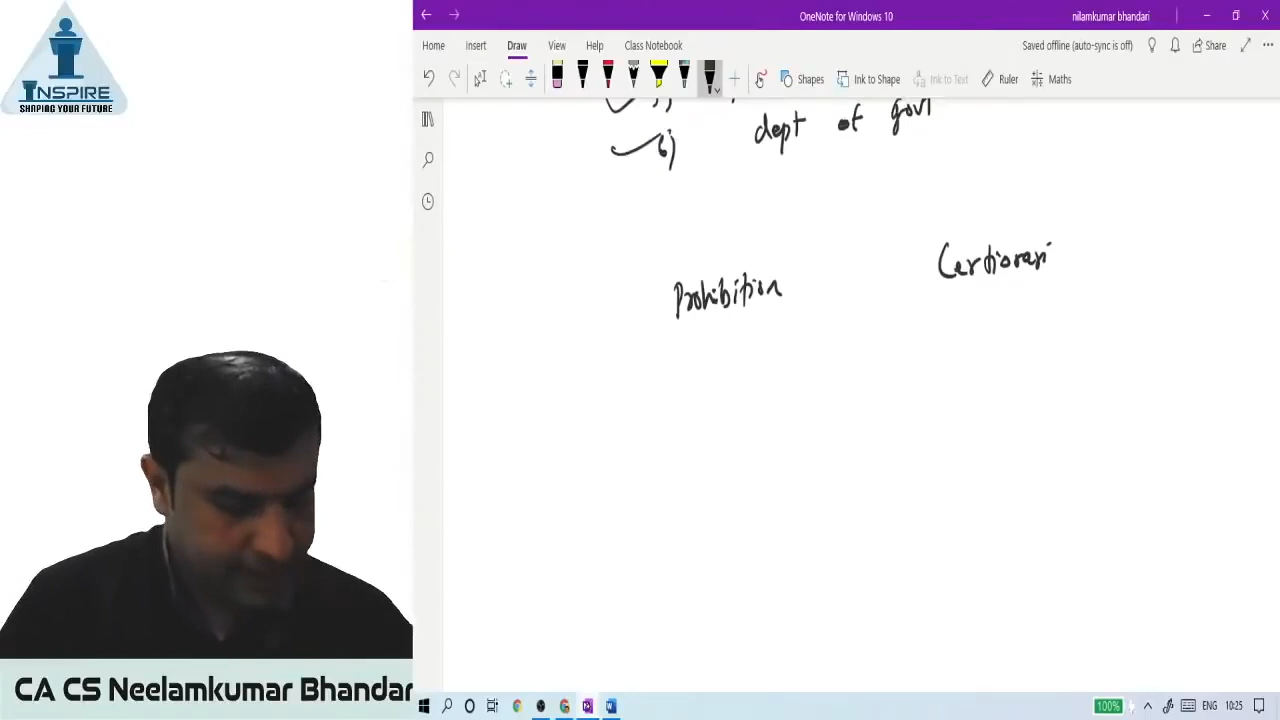 INSPIRE
SHAPING YOUR FUTURE
OneNote for Windows 10
nilamkumar bhandari
Home Insert Draw View Help Class Notebook
Saved offline (auto-sync is off) Share
Shapes Ink to Shape Ink to Text Ruler Maths
dept of govt
6)
Certiorari
Prohibition
CA CS Neelamkumar Bhandar
100% ENG 10:25